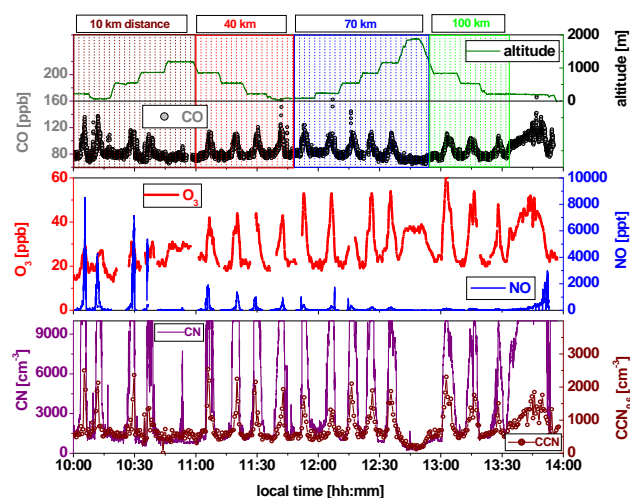 10 km distance 40 km 70 km 100 km
2000
1500
1000
500
0
altitude
altitude [m]
200
160
120
80
CO [ppb]
CO
60
40
20
0
O3 [ppb]
O3
10000
8000
6000
4000
2000
0
NO [ppt]
NO
9000
6000
3000
0
CN [cm-3]
CN
3000
2000
1000
0
CCN0.6 [cm-3]
CCN
10:00 10:30 11:00 11:30 12:00 12:30 13:00 13:30 14:00
local time [hh:mm]